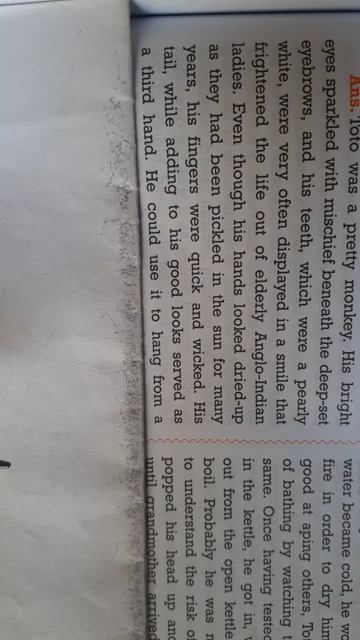 Ans. Toto was a pretty monkey. His bright
eyes sparkled with mischief beneath the deep-set
eyebrows, and his teeth, which were a pearly
white, were very often displayed in a smile that
frightened the life out of elderly Anglo-Indian
ladies. Even though his hands looked dried-up
as they had been pickled in the sun for many
years, his fingers were quick and wicked. His
tail, while adding to his good looks served as
a third hand. He could use it to hang from a
water became cold, he
fire in order to dry
good at aping others,
of bathing by watching
same. Once having tested
in the kettle, he got in,
out from the open
boil. Probably he was
to understand the risk
popped his head up
until grandmother arrived